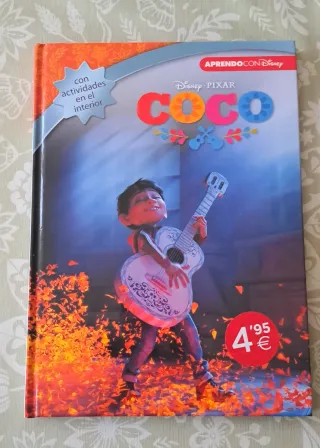 APRENDO CON Disney
con
actividades
en el
interior
Disney · PIXAR
COCO
4'95
€